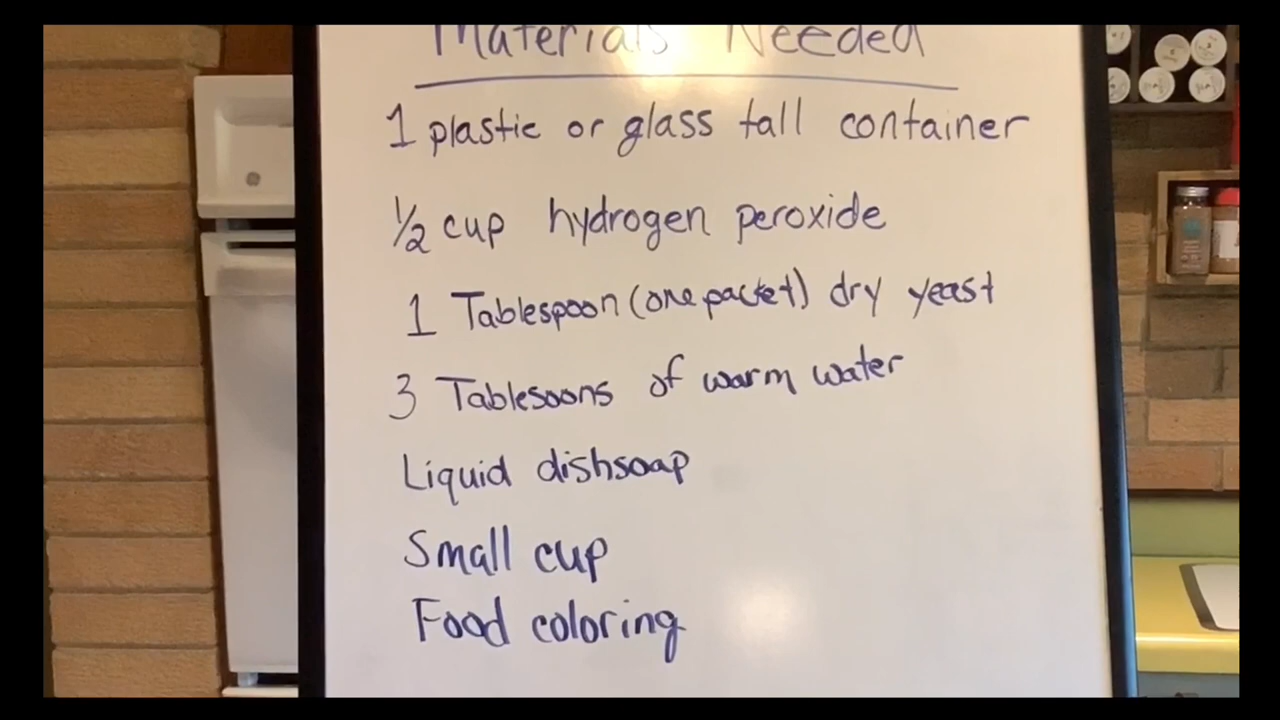 Materials Needed
1 plastic or glass tall container
1/2 cup hydrogen peroxide
1 Tablespoon (one packet) dry yeast
3 Tablesoons of warm water
Liquid dishsoap
Small cup
Food coloring